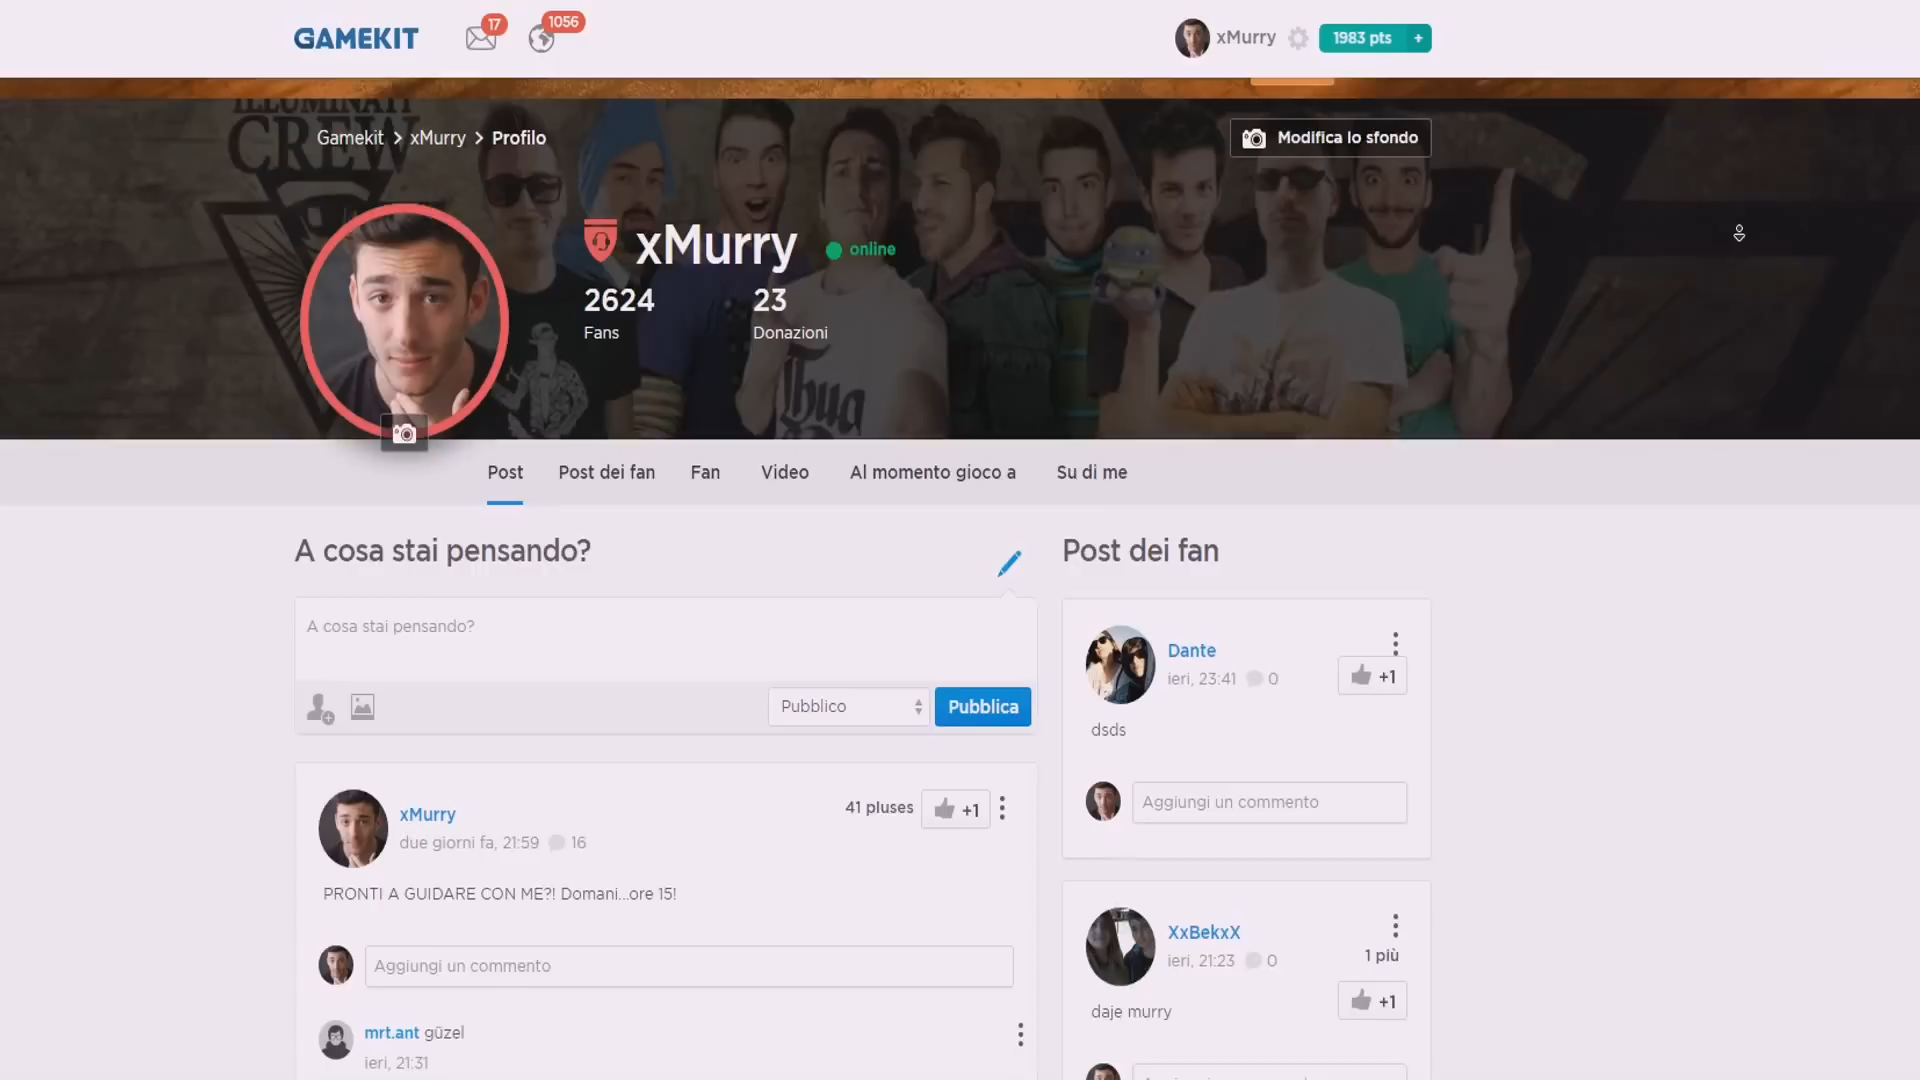 GAMEKIT
17
1056
xMurry
1983 pts +
ILLUMINATI
CREW
Gamekit > xMurry > Profilo
Modifica lo sfondo
xMurry
online
2624
23
Fans
Donazioni
Post
Post dei fan
Fan
Video
Al momento gioco a
Su di me
A cosa stai pensando?
A cosa stai pensando?
Pubblico
Pubblica
xMurry
due giorni fa, 21:59
16
41 pluses
+1
PRONTI A GUIDARE CON ME?! Domani...ore 15!
Aggiungi un commento
mrt.ant güzel
ieri, 21:31
Post dei fan
Dante
ieri, 23:41
0
+1
dsds
Aggiungi un commento
XxBekxX
ieri, 21:23
0
1 più
+1
daje murry